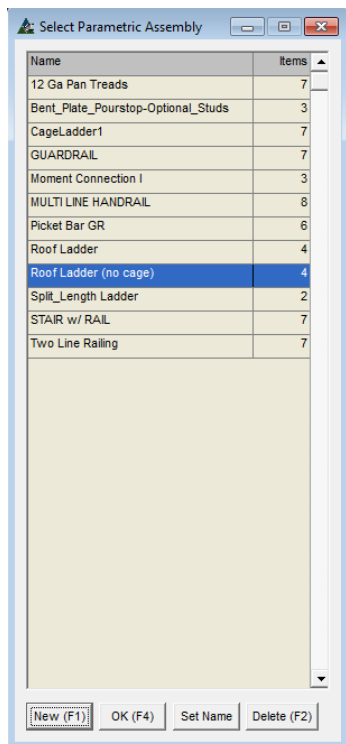 Select Parametric Assembly
Name Items
12 Ga Pan Treads 7
Bent_Plate_Pourstop-Optional_Studs 3
CageLadder1 7
GUARDRAIL 7
Moment Connection I 3
MULTI LINE HANDRAIL 8
Picket Bar GR 6
Roof Ladder 4
Roof Ladder (no cage) 4
Split_Length Ladder 2
STAIR w/ RAIL 7
Two Line Railing 7
New (F1) OK (F4) Set Name Delete (F2)